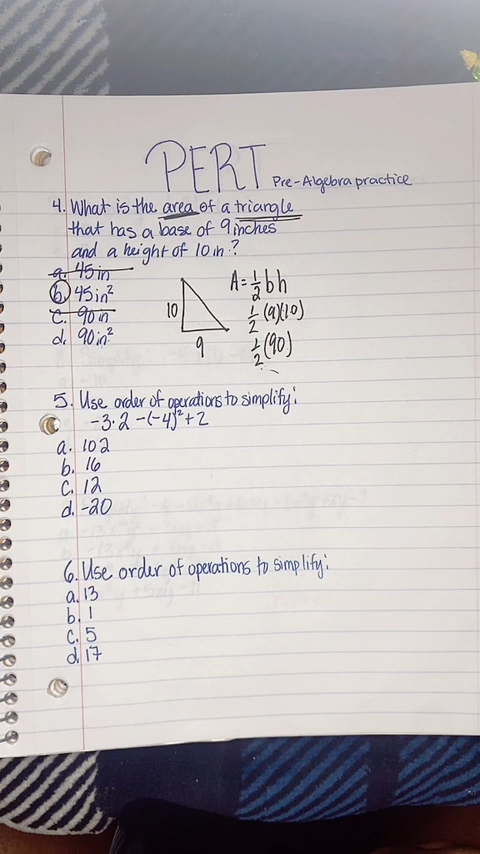 PERT Pre-Algebra practice
4. What is the area of a triangle
that has a base of 9 inches
and a height of 10 in?
a. 45 in
b. 45 in²
c. 90 in
d. 90 in²
10
9
A = 1/2 bh
1/2 (9)(10)
1/2 (90)
5. Use order of operations to simplify:
-3·2 -(-4)²+2
a. 102
b. 16
c. 12
d. -20
6. Use order of operations to simplify:
a. 13
b. 1
c. 5
d. 17